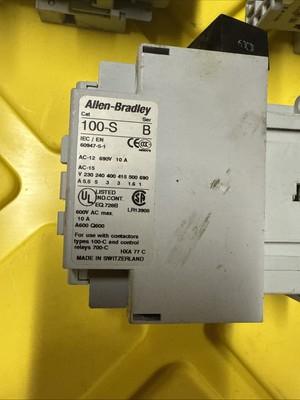 Allen-Bradley
Cat Ser
100-S B
IEC / EN
60947-5-1
AC-12 690V 10 A
AC-15
V 230 240 400 415 500 690
A 5.5 5 3 3 1.6 1
UL LISTED
IND.CONT.
EQ.728B
LR13908
600V AC max.
10 A
A600 Q600
For use with contactors
types 100-C and control
relays 700-C
HXA 77 C
MADE IN SWITZERLAND